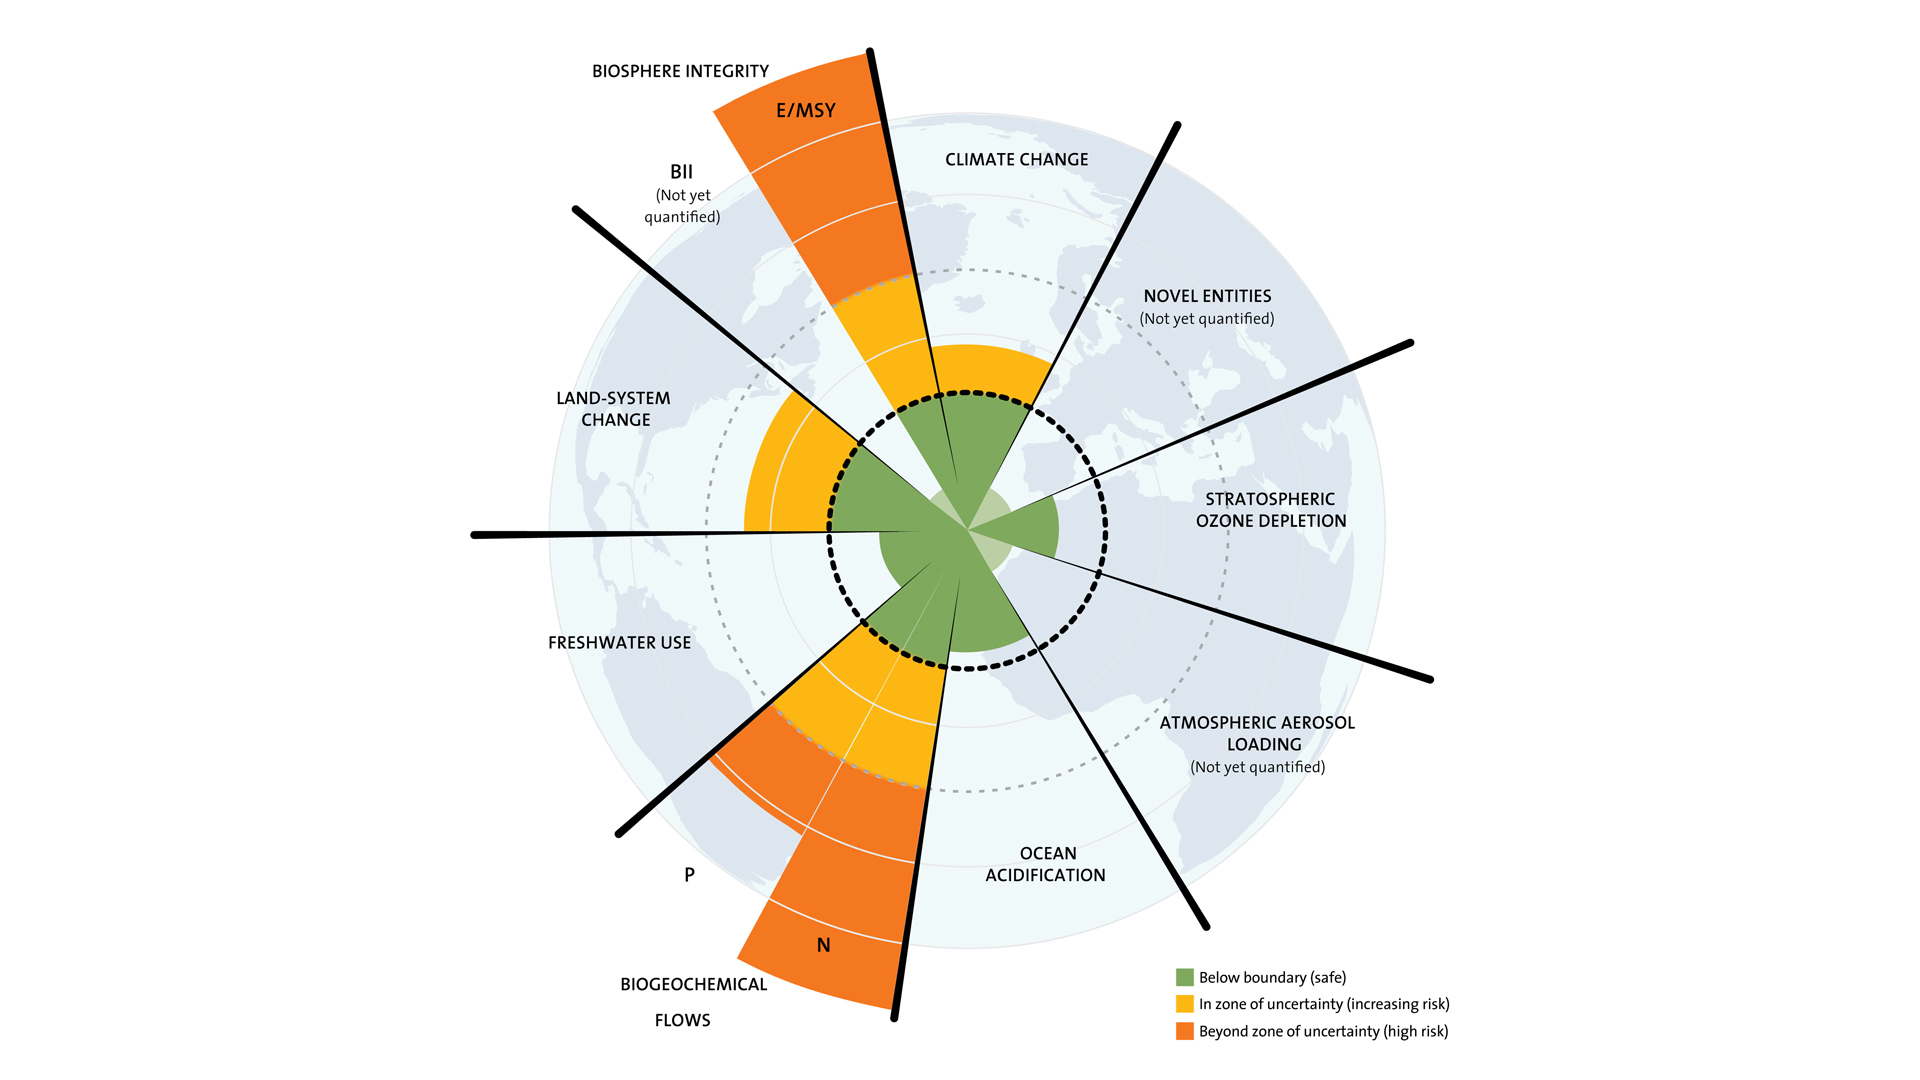 BIOSPHERE INTEGRITY
E/MSY
CLIMATE CHANGE
BII
(Not yet
quantified)
NOVEL ENTITIES
(Not yet quantified)
LAND-SYSTEM
CHANGE
STRATOSPHERIC
OZONE DEPLETION
FRESHWATER USE
ATMOSPHERIC AEROSOL
LOADING
(Not yet quantified)
OCEAN
ACIDIFICATION
P
N
BIOGEOCHEMICAL
FLOWS
Below boundary (safe)
In zone of uncertainty (increasing risk)
Beyond zone of uncertainty (high risk)